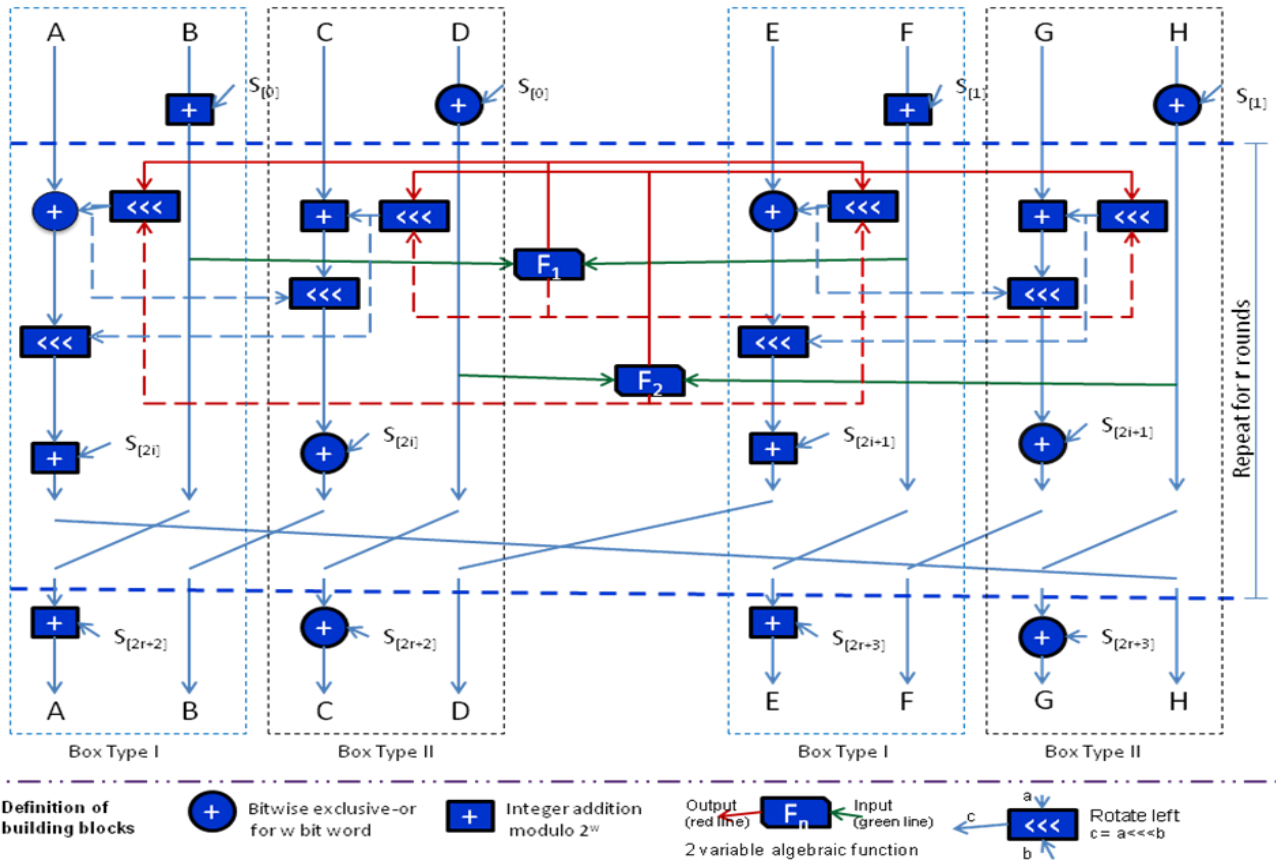 A B C D E F G H
S[0] S[0] S[1] S[1]
+ + + +
<<< <<< <<< <<<
+ + + +
F1
<<< <<<
<<< <<<
F2
S[2i] S[2i] S[2i+1] S[2i+1]
+ + + +
Repeat for r rounds
+ + + +
S[2r+2] S[2r+2] S[2r+3] S[2r+3]
A B C D E F G H
Box Type I Box Type II Box Type I Box Type II
Definition of
building blocks
+
Bitwise exclusive-or
for w bit word
+
Integer addition
modulo 2^w
Output
(red line)
Fn
Input
(green line)
2 variable algebraic function
a
c
<<<
b
Rotate left
c= a<<<b